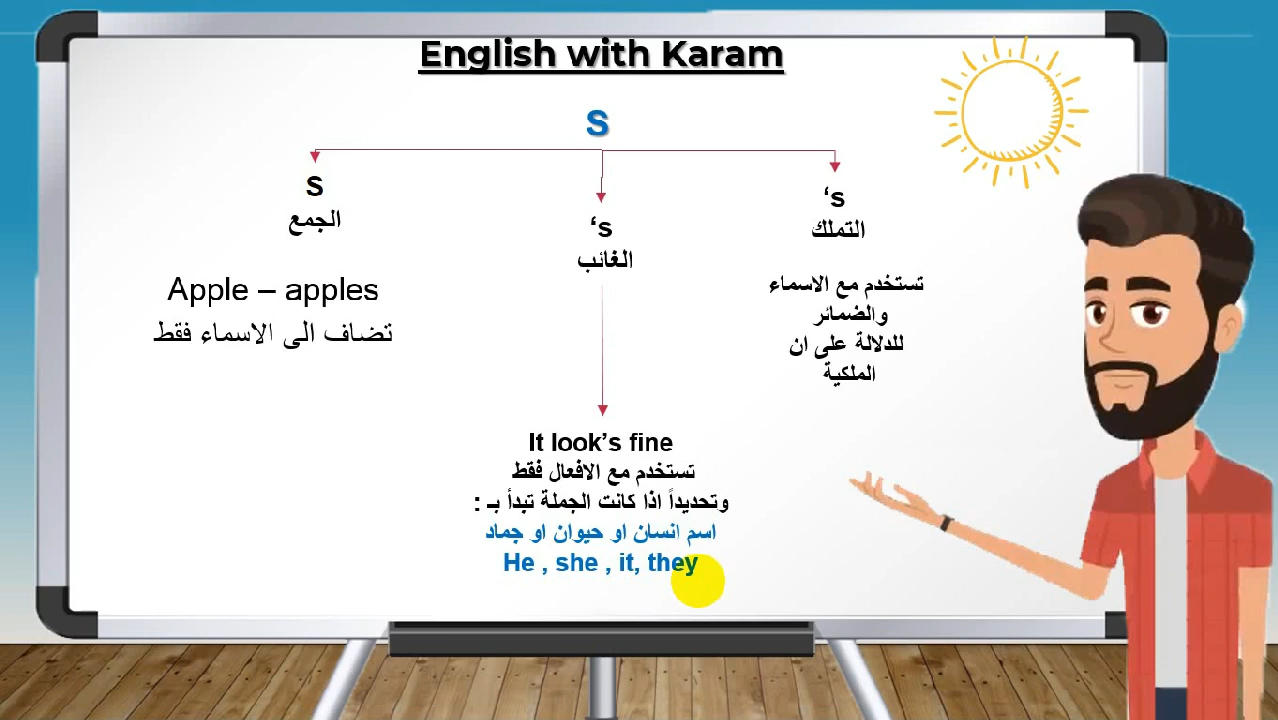 English with Karam
S
S
الجمع
Apple – apples
تضاف الى الاسماء فقط
‘s
الغائب
It look’s fine
تستخدم مع الافعال فقط
وتحديداً اذا كانت الجملة تبدأ بـ :
اسم انسان او حيوان او جماد
He , she , it, they
‘s
التملك
تستخدم مع الاسماء
والضمائر
للدلالة على ان
الملكية